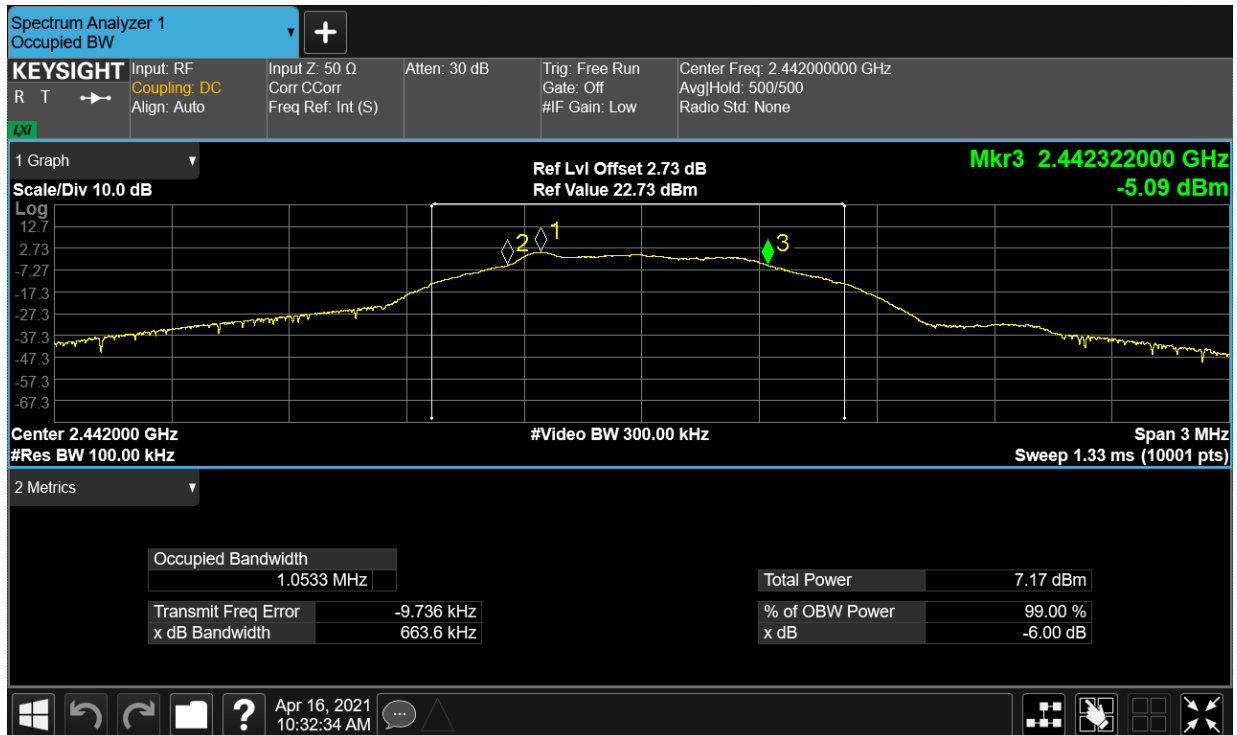 Spectrum Analyzer 1
Occupied BW
KEYSIGHT
R T
LXI
Input: RF
Coupling: DC
Align: Auto
Input Z: 50 Ω
Corr CCorr
Freq Ref: Int (S)
Atten: 30 dB
Trig: Free Run
Gate: Off
#IF Gain: Low
Center Freq: 2.442000000 GHz
Avg|Hold: 500/500
Radio Std: None
1 Graph
Scale/Div 10.0 dB
Ref Lvl Offset 2.73 dB
Ref Value 22.73 dBm
Mkr3 2.442322000 GHz
-5.09 dBm
Log
12.7
2.73
-7.27
-17.3
-27.3
-37.3
-47.3
-57.3
-67.3
2
1
3
Center 2.442000 GHz
#Res BW 100.00 kHz
#Video BW 300.00 kHz
Span 3 MHz
Sweep 1.33 ms (10001 pts)
2 Metrics
Occupied Bandwidth
1.0533 MHz
Transmit Freq Error -9.736 kHz
x dB Bandwidth 663.6 kHz
Total Power 7.17 dBm
% of OBW Power 99.00 %
x dB -6.00 dB
?
Apr 16, 2021
10:32:34 AM